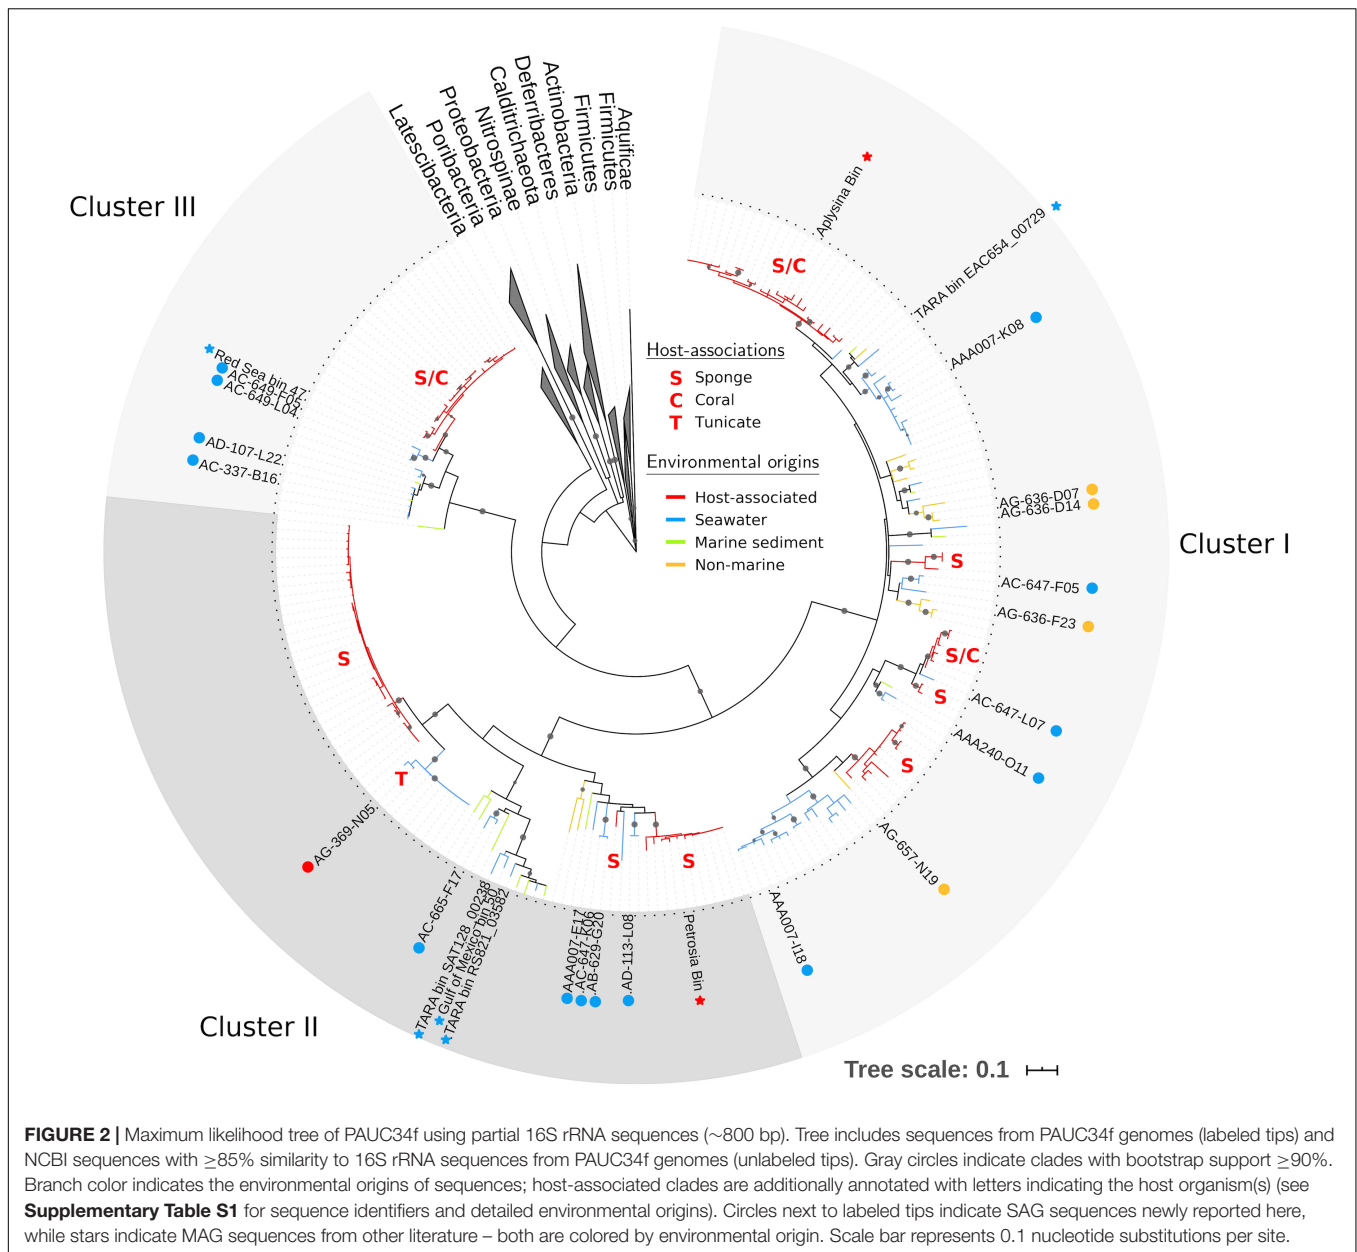 Latescibacteria
Poribacteria
Proteobacteria
Nitrospinae
Calditrichaeota
Deferribacteres
Actinobacteria
Firmicutes
Firmicutes
Aquificae
Cluster III
Red Sea bin 47
AC-649-F05
AC-649-L04
AD-107-L22
AC-337-B16
S/C
Host-associations
S Sponge
C Coral
T Tunicate
Environmental origins
Host-associated
Seawater
Marine sediment
Non-marine
S/C
Aplysina Bin
TARA bin EAC654_00729
AAA007-K08
AG-636-D07
AG-636-D14
Cluster I
S
AC-647-F05
AG-636-F23
S/C
S
AC-647-L07
AAA240-O11
S
AG-657-N19
AAA007-I18
S
T
AG-369-N05
AC-665-F17
TARA bin SAT128_00238
Gulf of Mexico bin 50
TARA bin RS821_03582
S
S
AAA007-E17
AC-647-K06
AB-629-G20
AD-113-L08
Petrosia Bin
Cluster II
Tree scale: 0.1
FIGURE 2 | Maximum likelihood tree of PAUC34f using partial 16S rRNA sequences (~800 bp). Tree includes sequences from PAUC34f genomes (labeled tips) and
NCBI sequences with ≥85% similarity to 16S rRNA sequences from PAUC34f genomes (unlabeled tips). Gray circles indicate clades with bootstrap support ≥90%.
Branch color indicates the environmental origins of sequences; host-associated clades are additionally annotated with letters indicating the host organism(s) (see
Supplementary Table S1 for sequence identifiers and detailed environmental origins). Circles next to labeled tips indicate SAG sequences newly reported here,
while stars indicate MAG sequences from other literature – both are colored by environmental origin. Scale bar represents 0.1 nucleotide substitutions per site.